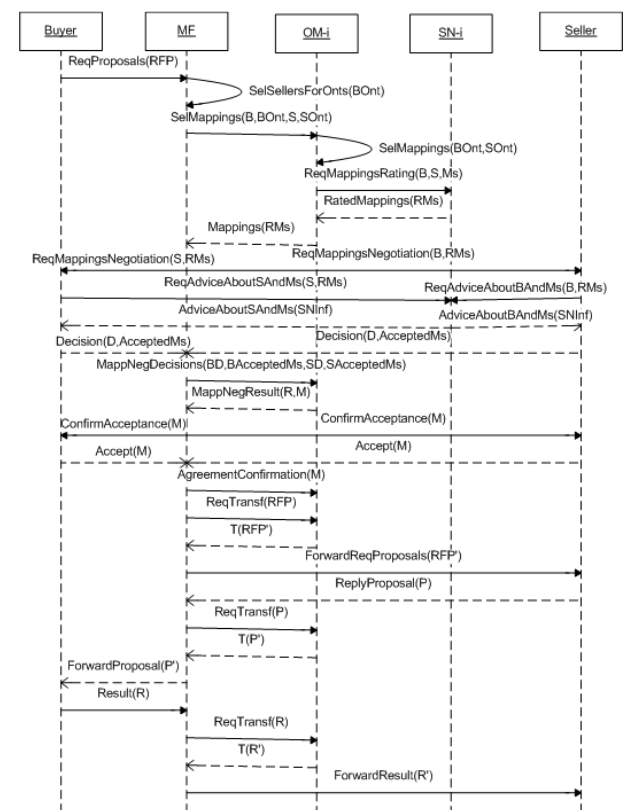 Buyer
MF
OM-i
SN-i
Seller
ReqProposals(RFP)
SelSellersForOnts(BOnt)
SelMappings(B,BOnt,S,SOnt)
SelMappings(BOnt,SOnt)
ReqMappingsRating(B,S,Ms)
RatedMappings(RMs)
Mappings(RMs)
ReqMappingsNegotiation(S,RMs)
ReqMappingsNegotiation(B,RMs)
ReqAdviceAboutSAndMs(S,RMs)
ReqAdviceAboutBAndMs(B,RMs)
AdviceAboutSAndMs(SNInf)
AdviceAboutBAndMs(SNInf)
Decision(D,AcceptedMs)
Decision(D,AcceptedMs)
MappNegDecisions(BD,BAcceptedMs,SD,SAcceptedMs)
MappNegResult(R,M)
ConfirmAcceptance(M)
ConfirmAcceptance(M)
Accept(M)
Accept(M)
AgreementConfirmation(M)
ReqTransf(RFP)
T(RFP')
ForwardReqProposals(RFP')
ReplyProposal(P)
ReqTransf(P)
T(P')
ForwardProposal(P')
Result(R)
ReqTransf(R)
T(R')
ForwardResult(R')